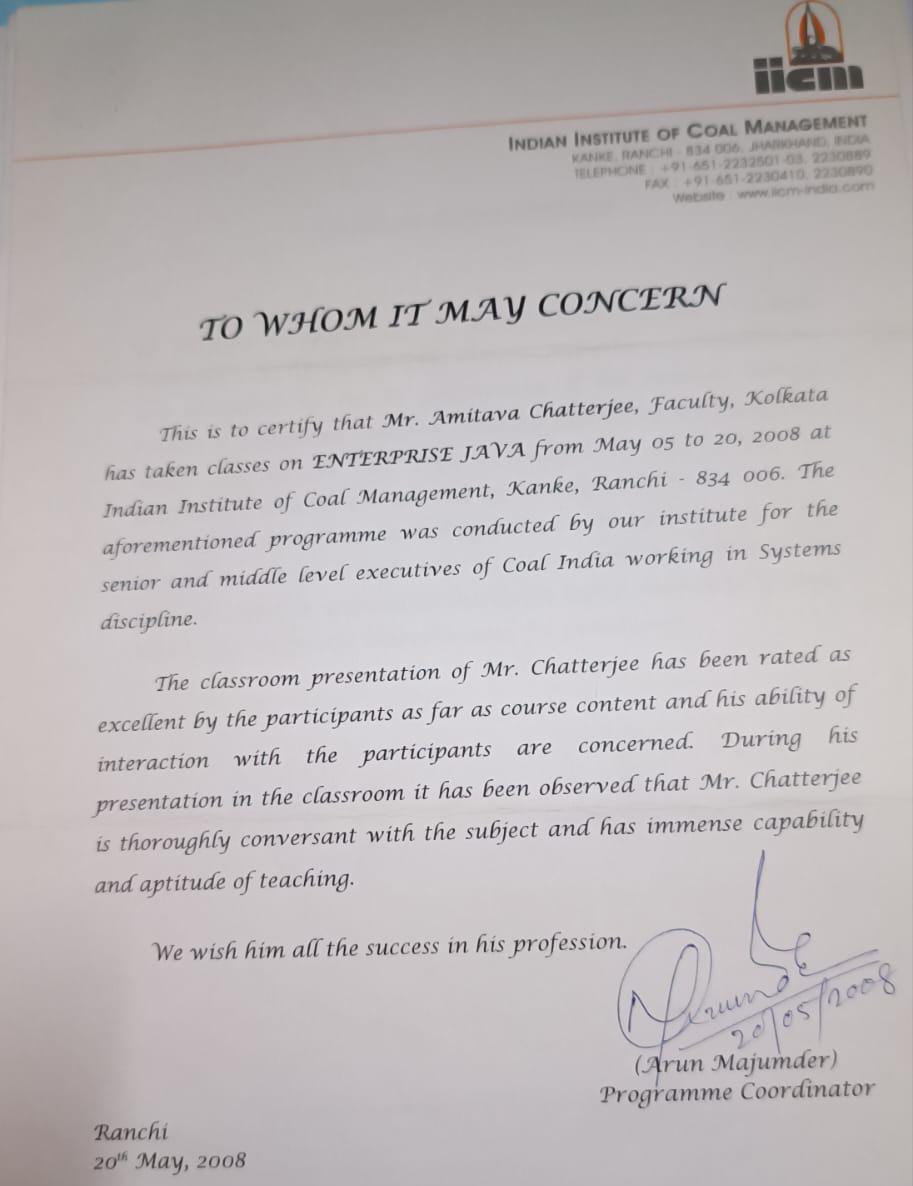 iicm
INDIAN INSTITUTE OF COAL MANAGEMENT
KANKE, RANCHI - 834 006, JHARKHAND, INDIA
TELEPHONE : +91-651-2232501-03, 2230889
FAX : +91-651-2230410, 2230890
Website : www.iicm-india.com
TO WHOM IT MAY CONCERN
This is to certify that Mr. Amitava Chatterjee, Faculty, Kolkata
has taken classes on ENTERPRISE JAVA from May 05 to 20, 2008 at
Indian Institute of Coal Management, Kanke, Ranchi - 834 006. The
aforementioned programme was conducted by our institute for the
senior and middle level executives of Coal India working in Systems
discipline.
The classroom presentation of Mr. Chatterjee has been rated as
excellent by the participants as far as course content and his ability of
interaction with the participants are concerned. During his
presentation in the classroom it has been observed that Mr. Chatterjee
is thoroughly conversant with the subject and has immense capability
and aptitude of teaching.
We wish him all the success in his profession.
20/05/2008
(Arun Majumder)
Programme Coordinator
Ranchi
20th May, 2008